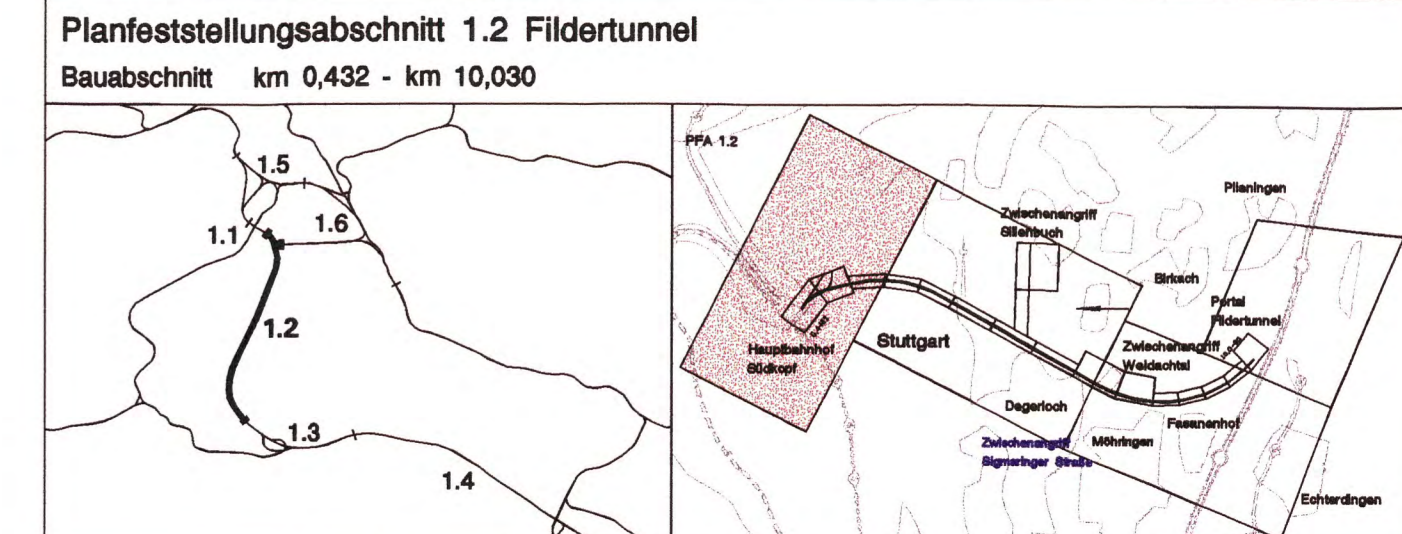 Planfeststellungsabschnitt 1.2 Fildertunnel
Bauabschnitt km 0,432 - km 10,030
1.5
1.6
1.1
1.2
1.3
1.4
PFA 1.2
Plieningen
Zwischenangriff
Sillenbuch
Birkach
Portal
Fildertunnel
Stuttgart
Hauptbahnhof
Südkopf
Zwischenangriff
Weidachtal
Degerloch
Fasanenhof
Zwischenangriff
Sigmaringer Straße
Möhringen
Echterdingen